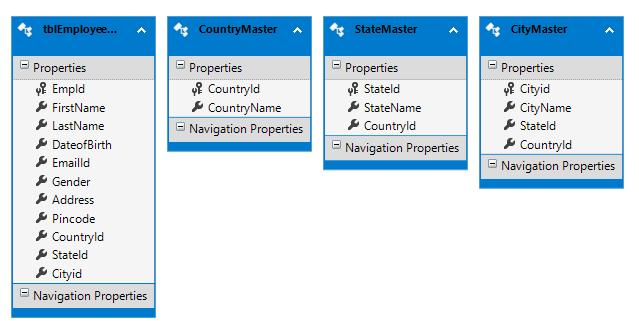 tblEmployee...
Properties
EmpId
FirstName
LastName
DateofBirth
EmailId
Gender
Address
Pincode
CountryId
StateId
Cityid
Navigation Properties
CountryMaster
Properties
CountryId
CountryName
Navigation Properties
StateMaster
Properties
StateId
StateName
CountryId
Navigation Properties
CityMaster
Properties
Cityid
CityName
StateId
CountryId
Navigation Properties